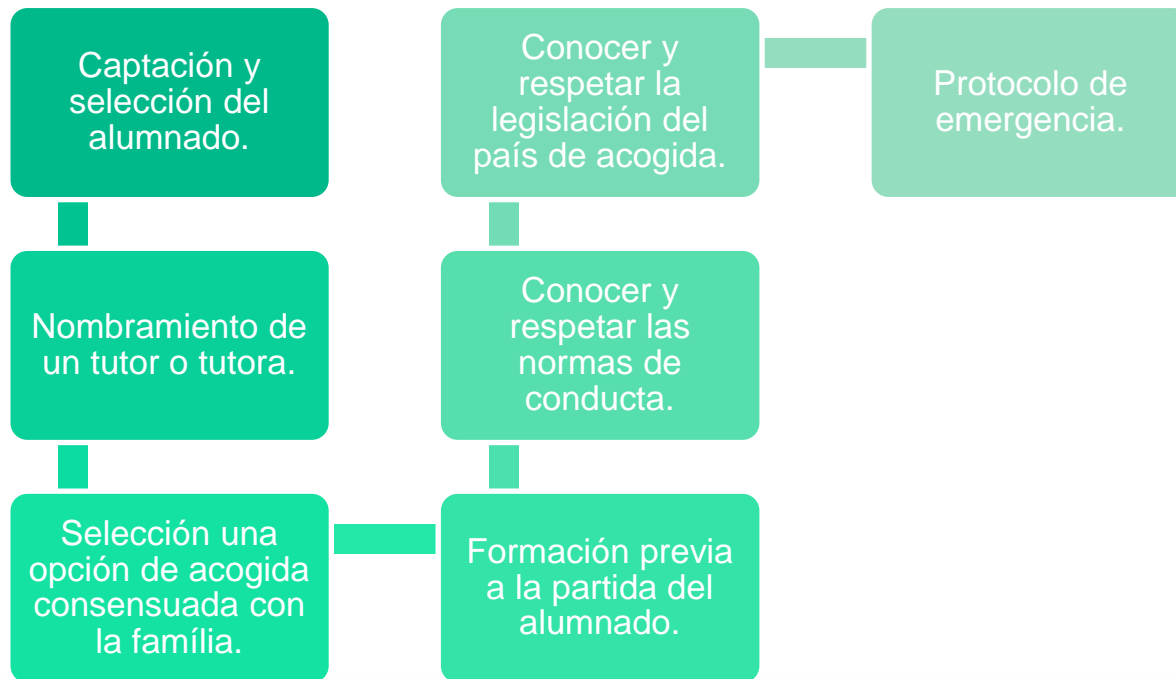 Captación y
selección del
alumnado.
Nombramiento de
un tutor o tutora.
Selección una
opción de acogida
consensuada con
la família.
Formación previa
a la partida del
alumnado.
Conocer y
respetar las
normas de
conducta.
Conocer y
respetar la
legislación del
país de acogida.
Protocolo de
emergencia.